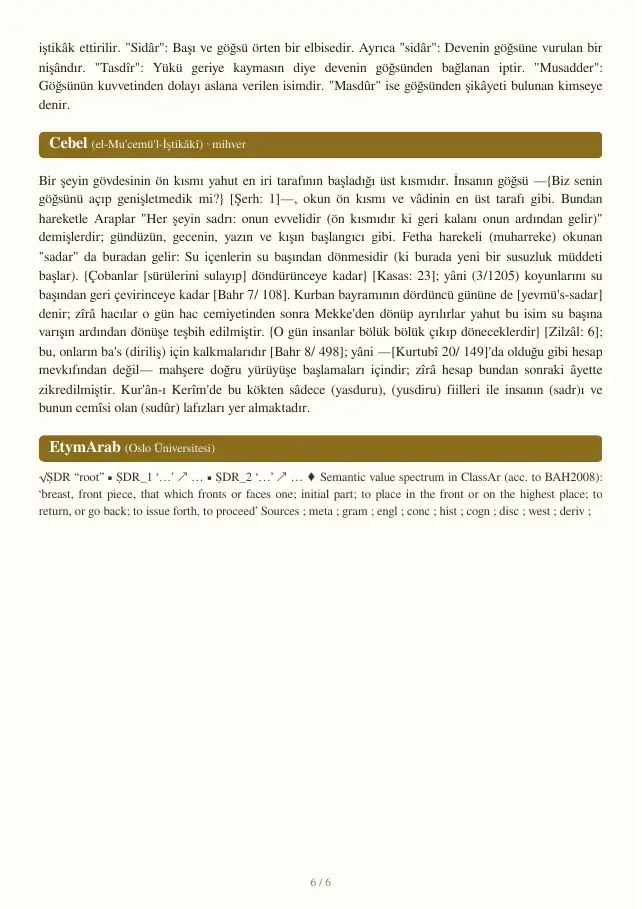 iştikâk ettirilir. "Sidâr": Başı ve göğsü örten bir elbisedir. Ayrıca "sidâr": Devenin göğsüne vurulan bir
nişândır. "Tasdîr": Yükü geriye kaymasın diye devenin göğsünden bağlanan iptir. "Musadder":
Göğsünün kuvvetinden dolayı aslana verilen isimdir. "Masdûr" ise göğsünden şikâyeti bulunan kimseye
denir.
Cebel (el-Mu'cemü'l-İştikâkī) · mihver
Bir şeyin gövdesinin ön kısmı yahut en iri tarafının başladığı üst kısmıdır. İnsanın göğsü —{Biz senin
göğsünü açıp genişletmedik mi?} [Şerh: 1]—, okun ön kısmı ve vâdinin en üst tarafı gibi. Bundan
hareketle Araplar "Her şeyin sadrı: onun evvelidir (ön kısmıdır ki geri kalanı onun ardından gelir)"
demişlerdir; gündüzün, gecenin, yazın ve kışın başlangıcı gibi. Fetha harekeli (muharreke) okunan
"sadar" da buradan gelir: Su içenlerin su başından dönmesidir (ki burada yeni bir susuzluk müddeti
başlar). {Çobanlar [sürülerini sulayıp] döndürünceye kadar} [Kasas: 23]; yâni (3/1205) koyunlarını su
başından geri çevirinceye kadar [Bahr 7/ 108]. Kurban bayramının dördüncü gününe de [yevmü's-sadar]
denir; zîrâ hacılar o gün hac cemiyetinden sonra Mekke'den dönüp ayrılırlar yahut bu isim su başına
varışın ardından dönüşe teşbih edilmiştir. {O gün insanlar bölük bölük çıkıp döneceklerdir} [Zilzâl: 6];
bu, onların ba's (diriliş) için kalkmalarıdır [Bahr 8/ 498]; yâni —[Kurtubî 20/ 149]'da olduğu gibi hesap
mevkıfından değil— mahşere doğru yürüyüşe başlamaları içindir; zîrâ hesap bundan sonraki âyette
zikredilmiştir. Kur'ân-ı Kerîm'de bu kökten sâdece (yasduru), (yusdiru) fiilleri ile insanın (sadr)ı ve
bunun cemîsi olan (sudûr) lafızları yer almaktadır.
EtymArab (Oslo Üniversitesi)
√ṢDR “root” ▪ ṢDR_1 ‘…’ ↗ … ▪ ṢDR_2 ‘…’ ↗ … ♦ Semantic value spectrum in ClassAr (acc. to BAH2008):
‘breast, front piece, that which fronts or faces one; initial part; to place in the front or on the highest place; to
return, or go back; to issue forth, to proceed’ Sources ; meta ; gram ; engl ; conc ; hist ; cogn ; disc ; west ; deriv ;
6 / 6